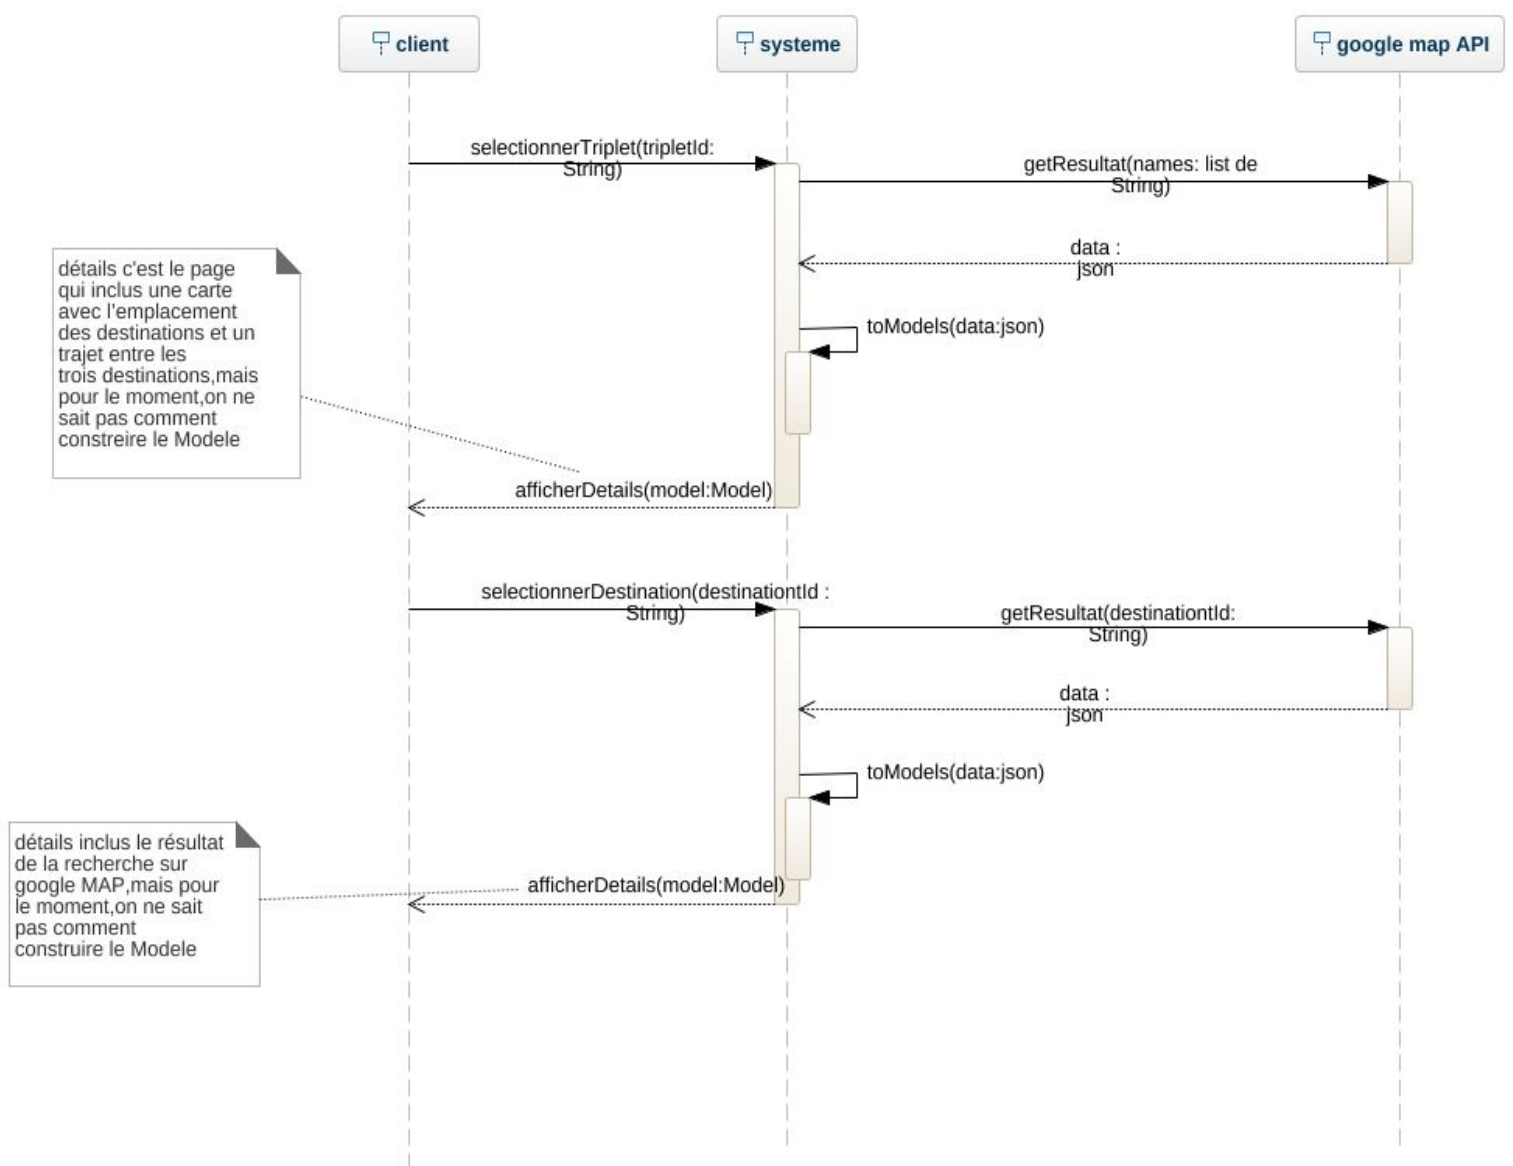 client
systeme
google map API
selectionnerTriplet(tripletId:
String)
getResultat(names: list de
String)
data :
json
toModels(data:json)
détails c'est le page
qui inclus une carte
avec l'emplacement
des destinations et un
trajet entre les
trois destinations,mais
pour le moment,on ne
sait pas comment
constreire le Modele
afficherDetails(model:Model)
selectionnerDestination(destinationtId :
String)
getResultat(destinationtId:
String)
data :
json
toModels(data:json)
détails inclus le résultat
de la recherche sur
google MAP,mais pour
le moment,on ne sait
pas comment
construire le Modele
afficherDetails(model:Model)